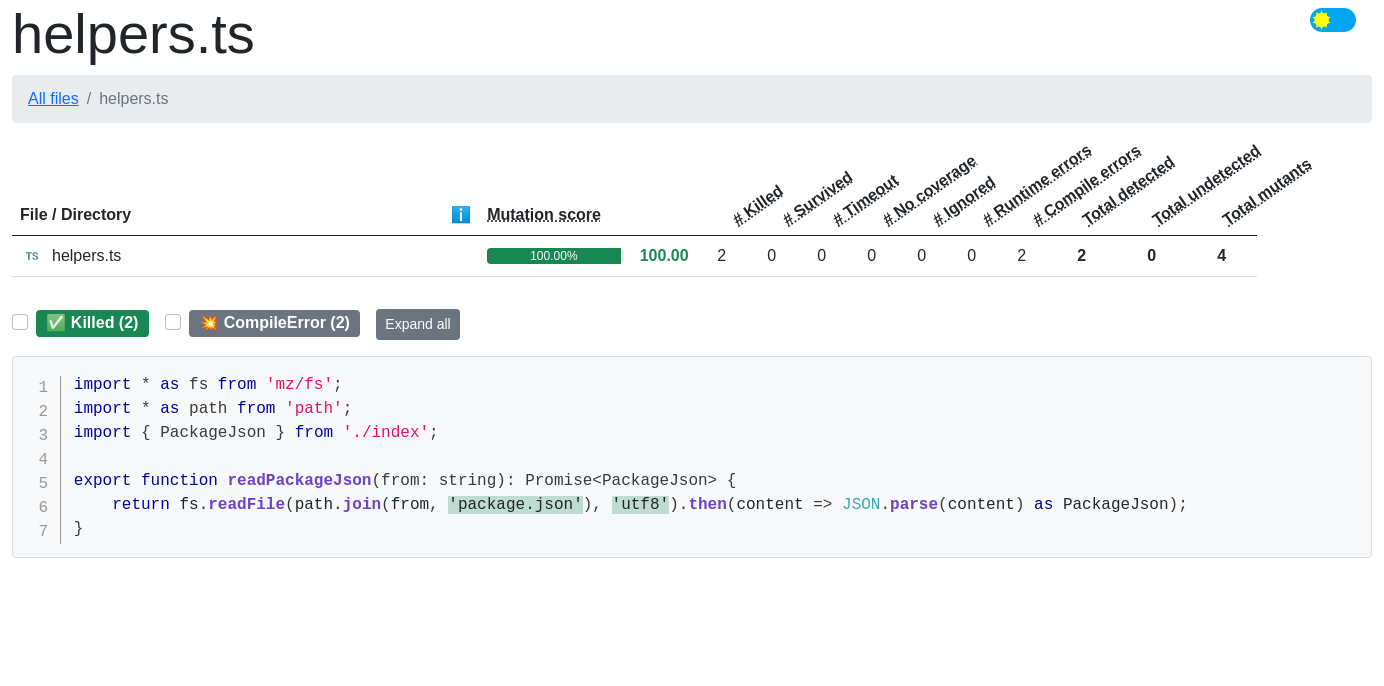 helpers.ts
All files / helpers.ts
File / Directory ℹ️ Mutation score # Killed # Survived # Timeout # No coverage # Ignored # Runtime errors # Compile errors Total detected Total undetected Total mutants
TS helpers.ts 100.00% 100.00 2 0 0 0 0 0 2 2 0 4
✅ Killed (2) 💥 CompileError (2) Expand all
1 import * as fs from 'mz/fs';
2 import * as path from 'path';
3 import { PackageJson } from './index';
4
5 export function readPackageJson(from: string): Promise<PackageJson> {
6     return fs.readFile(path.join(from, 'package.json'), 'utf8').then(content => JSON.parse(content) as PackageJson);
7 }